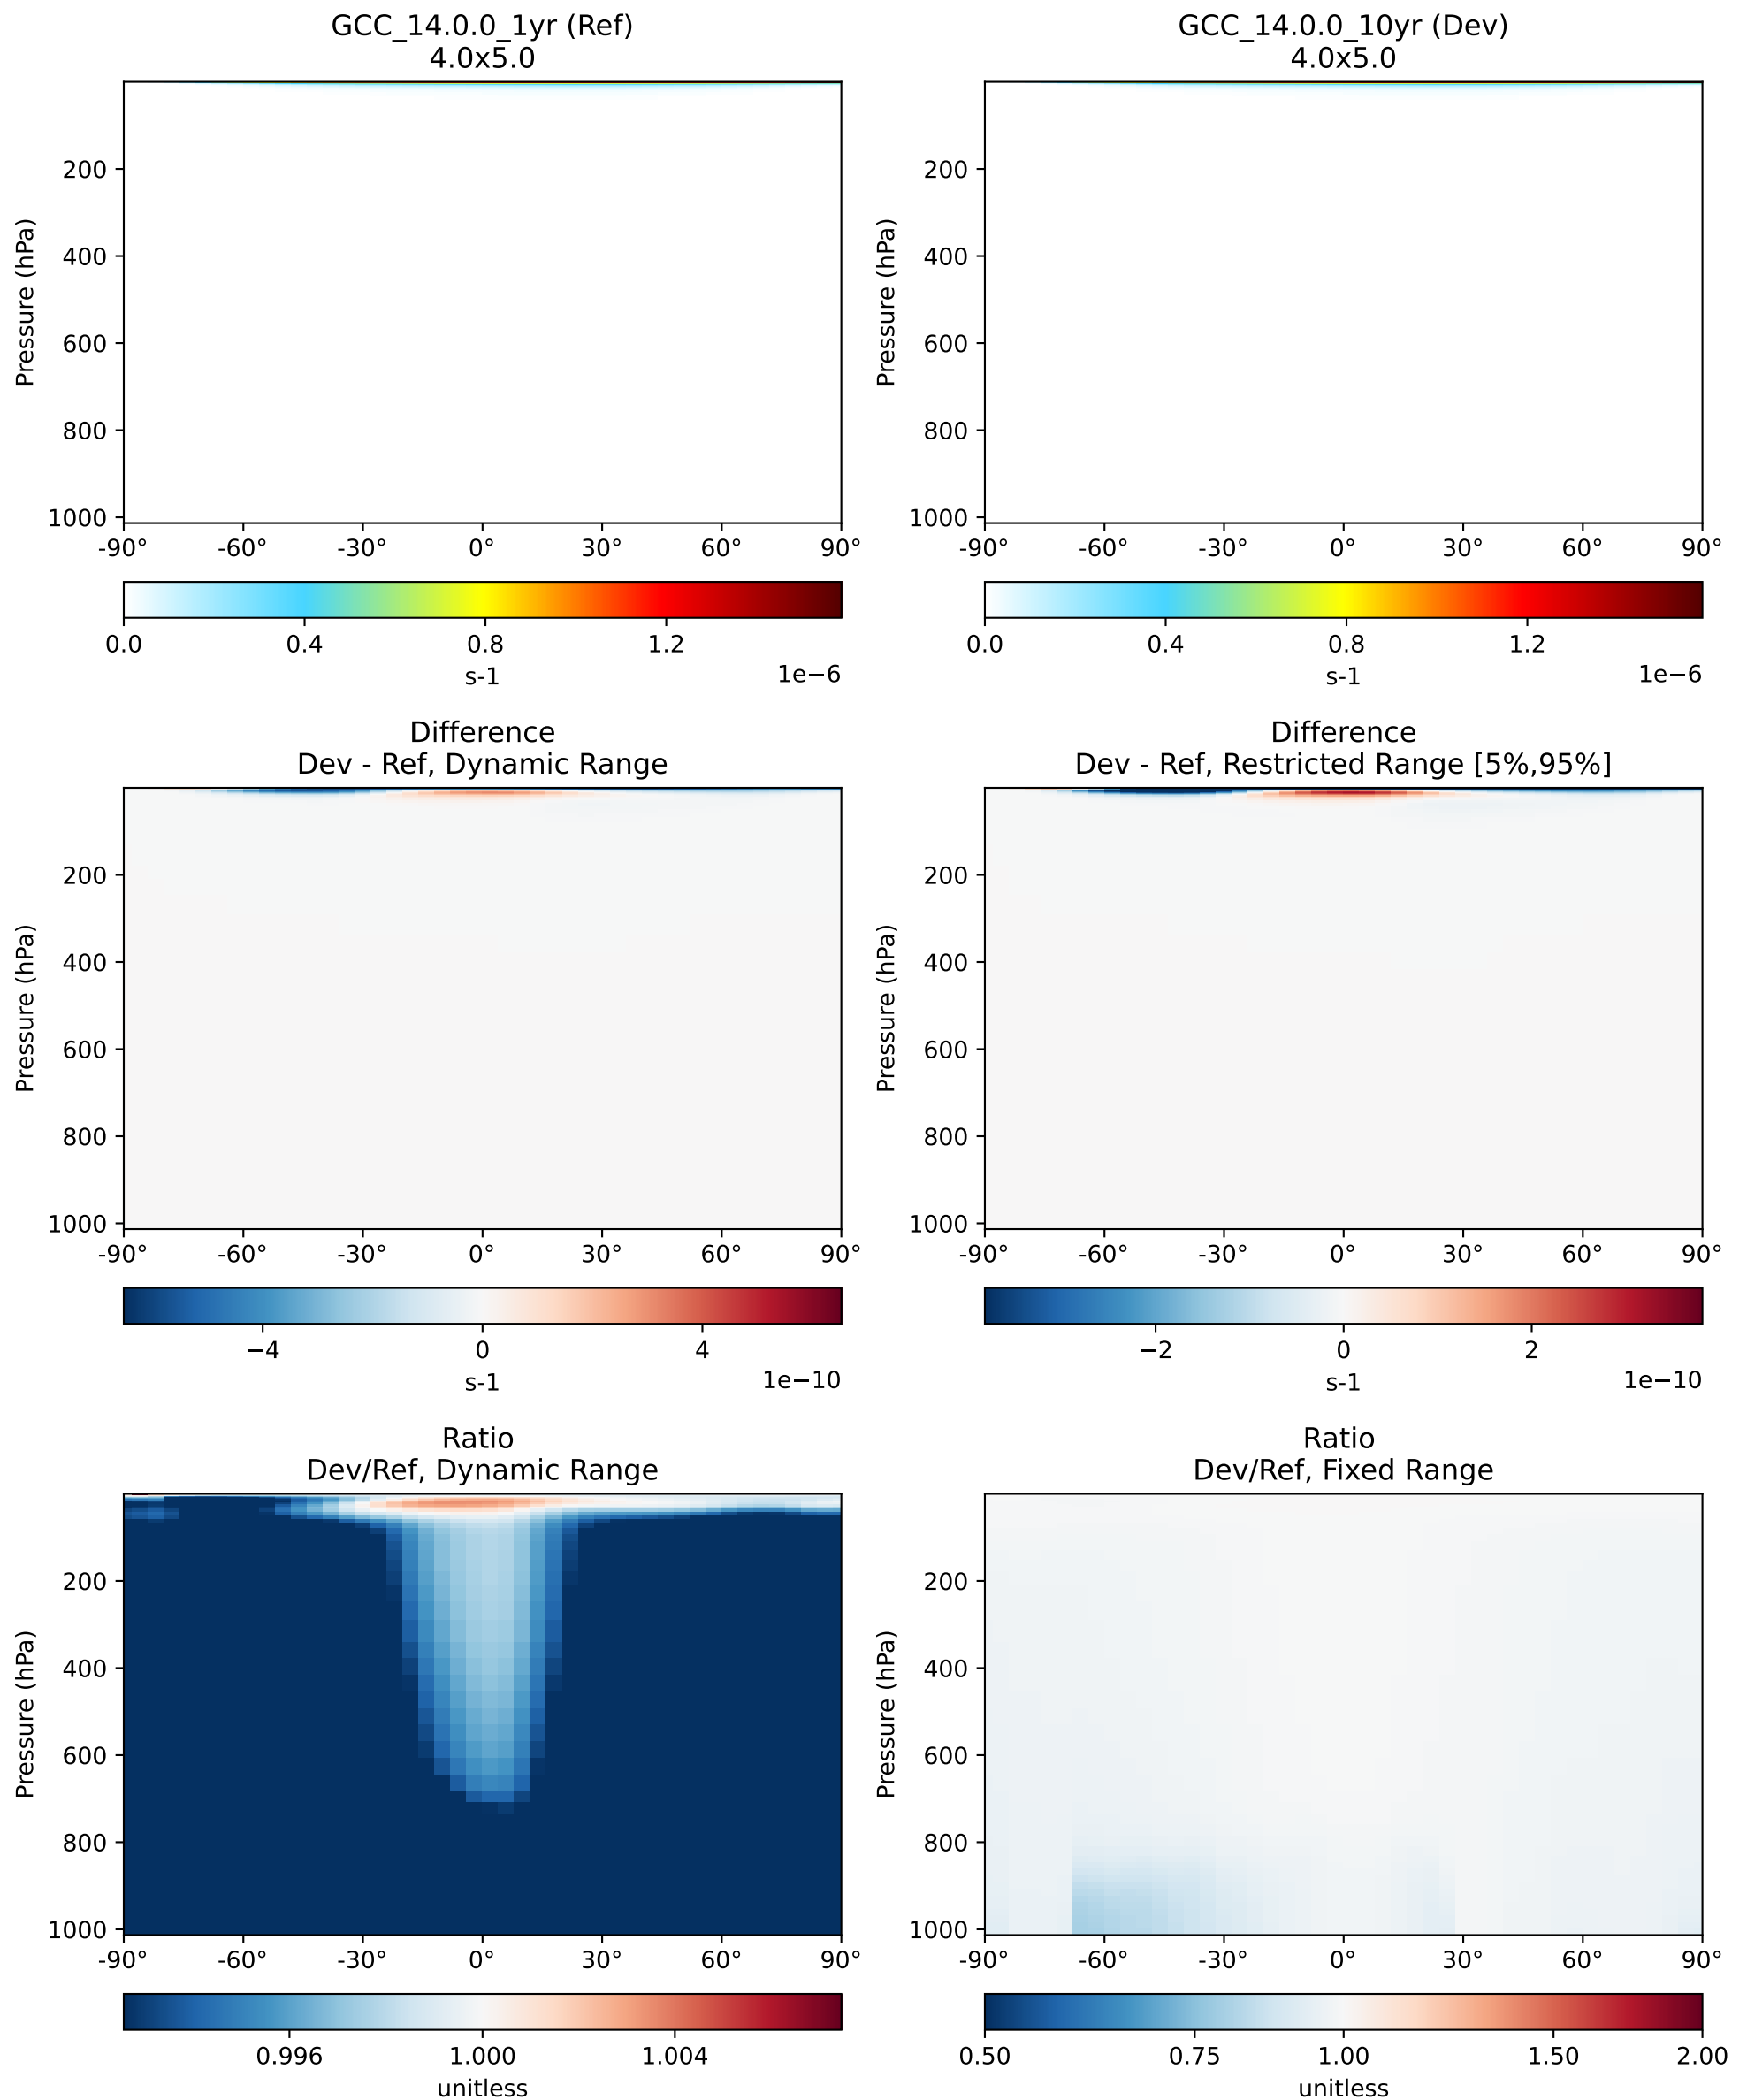 GCC_14.0.0_1yr (Ref)
4.0x5.0
Pressure (hPa)
200
400
600
800
1000
-90° -60° -30° 0° 30° 60° 90°
0.0 0.4 0.8 1.2
s-1 1e−6
GCC_14.0.0_10yr (Dev)
4.0x5.0
Pressure (hPa)
200
400
600
800
1000
-90° -60° -30° 0° 30° 60° 90°
0.0 0.4 0.8 1.2
s-1 1e−6
Difference
Dev - Ref, Dynamic Range
Pressure (hPa)
200
400
600
800
1000
-90° -60° -30° 0° 30° 60° 90°
−4 0 4
s-1 1e−10
Difference
Dev - Ref, Restricted Range [5%,95%]
Pressure (hPa)
200
400
600
800
1000
-90° -60° -30° 0° 30° 60° 90°
−2 0 2
s-1 1e−10
Ratio
Dev/Ref, Dynamic Range
Pressure (hPa)
200
400
600
800
1000
-90° -60° -30° 0° 30° 60° 90°
0.996 1.000 1.004
unitless
Ratio
Dev/Ref, Fixed Range
Pressure (hPa)
200
400
600
800
1000
-90° -60° -30° 0° 30° 60° 90°
0.50 0.75 1.00 1.50 2.00
unitless